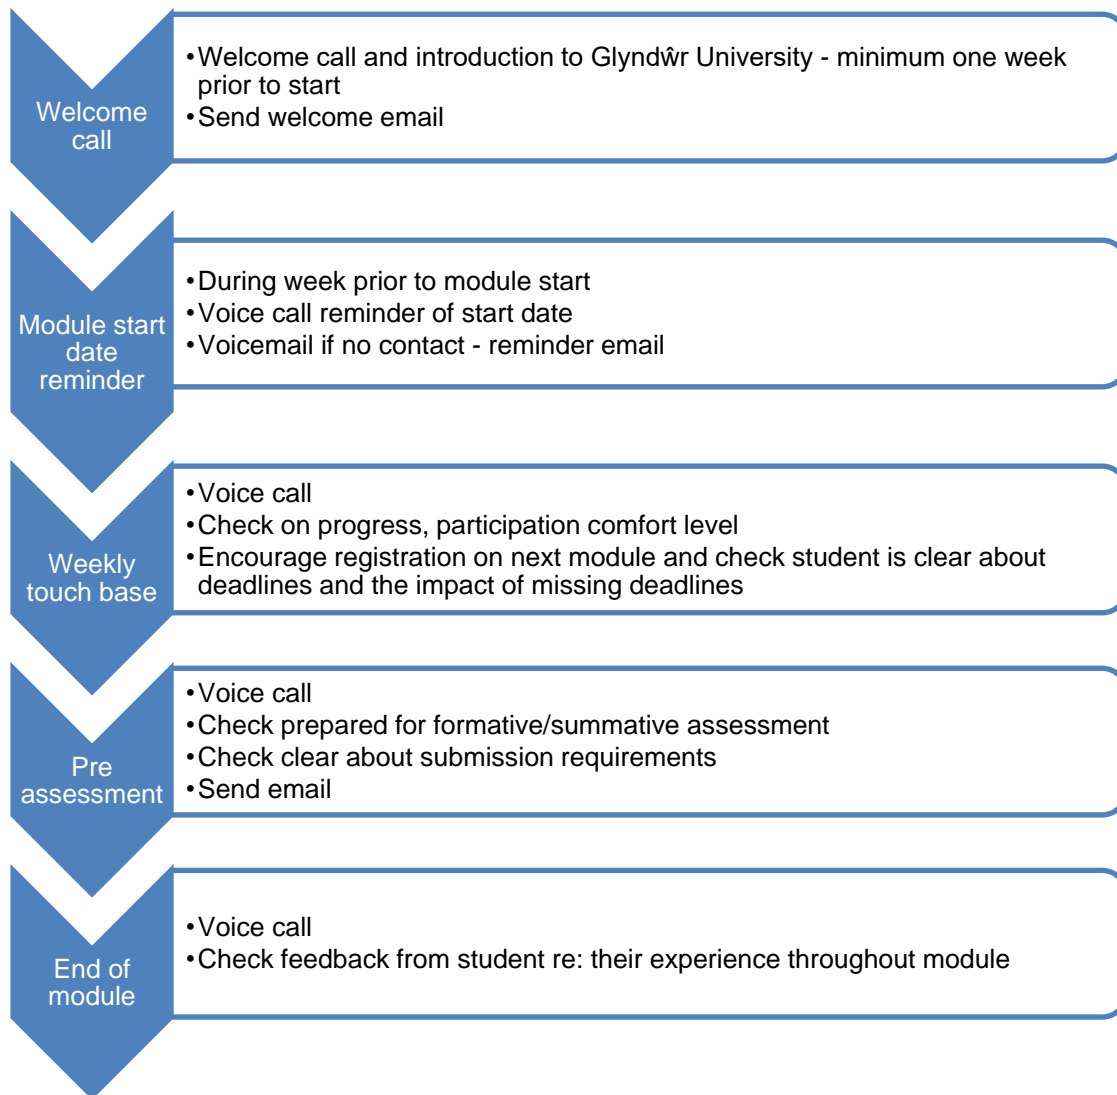 Welcome
call
•Welcome call and introduction to Glyndŵr University - minimum one week
prior to start
•Send welcome email
Module start
date
reminder
•During week prior to module start
•Voice call reminder of start date
•Voicemail if no contact - reminder email
Weekly
touch base
•Voice call
•Check on progress, participation comfort level
•Encourage registration on next module and check student is clear about
deadlines and the impact of missing deadlines
Pre
assessment
•Voice call
•Check prepared for formative/summative assessment
•Check clear about submission requirements
•Send email
End of
module
•Voice call
•Check feedback from student re: their experience throughout module